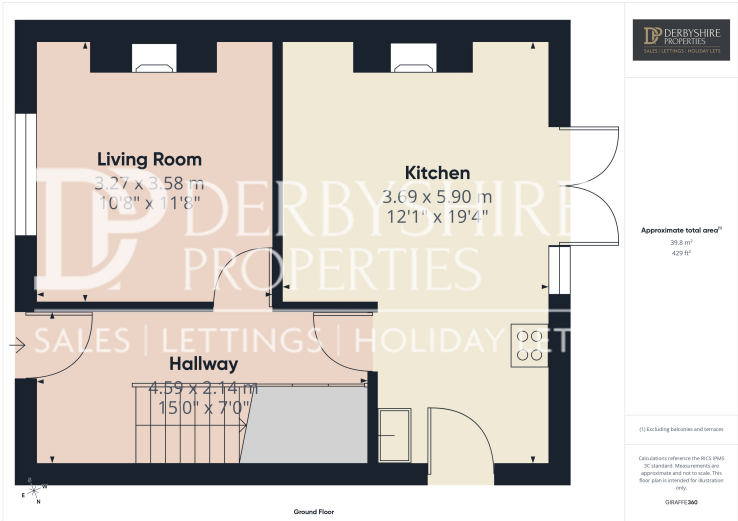 Living Room
3.27 x 3.58 m
10'8" x 11'8"
Kitchen
3.69 x 5.90 m
12'1" x 19'4"
Hallway
4.59 x 2.14 m
15'0" x 7'0"
DP DERBYSHIRE
PROPERTIES
SALES | LETTINGS | HOLIDAY LET
S
W
E
N
Ground Floor
DP DERBYSHIRE
PROPERTIES
SALES | LETTINGS | HOLIDAY LETS
Approximate total area(1)
39.8 m²
429 ft²
(1) Excluding balconies and terraces
Calculations reference the RICS IPMS
3C standard. Measurements are
approximate and not to scale. This
floor plan is intended for illustration
only.
GIRAFFE360